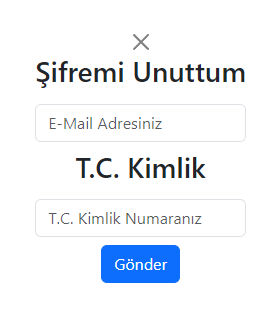 Şifremi Unuttum
E-Mail Adresiniz
T.C. Kimlik
T.C. Kimlik Numaranız
Gönder